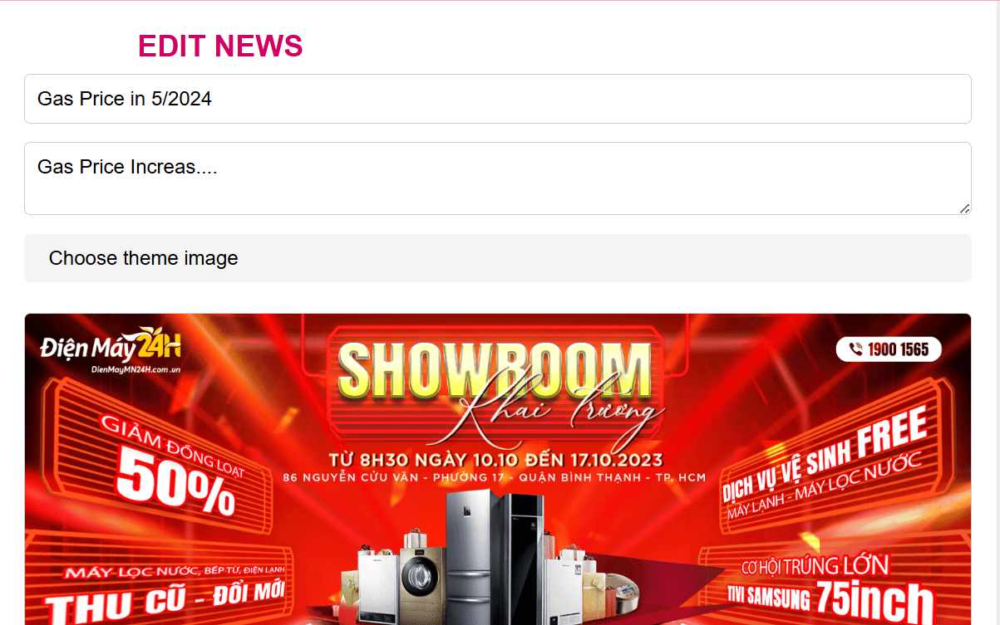 EDIT NEWS
Gas Price in 5/2024
Gas Price Increas....
Choose theme image
Điện Máy 24H
DienMayMN24H.com.vn
SHOWROOM
Khai Trương
1900 1565
TỪ 8H30 NGÀY 10.10 ĐẾN 17.10.2023
86 NGUYỄN CỬU VÂN - PHƯỜNG 17 - QUẬN BÌNH THẠNH - TP. HCM
GIẢM ĐỒNG LOẠT
50%
DỊCH VỤ VỆ SINH FREE
MÁY LẠNH - MÁY LỌC NƯỚC
MÁY LỌC NƯỚC, BẾP TỪ, ĐIỆN LẠNH
THU CŨ - ĐỔI MỚI
CƠ HỘI TRÚNG LỚN
TIVI SAMSUNG 75inch